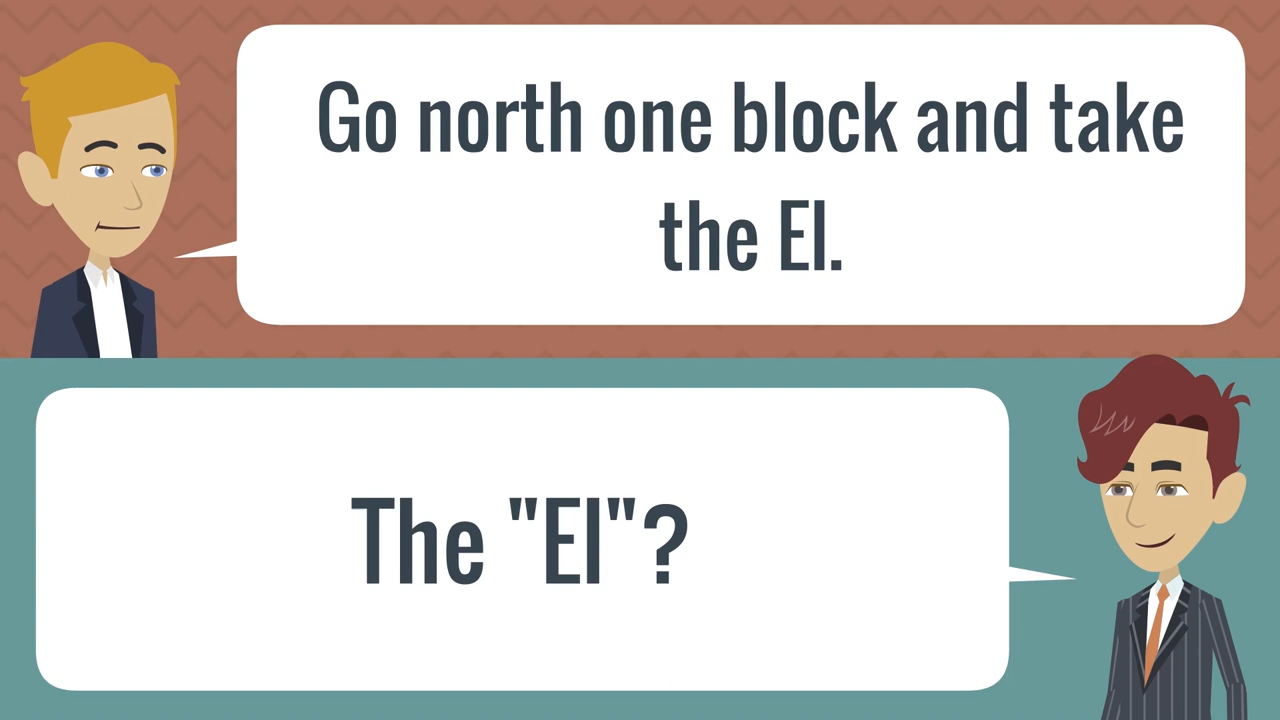 Go north one block and take
the El.
The "El"?